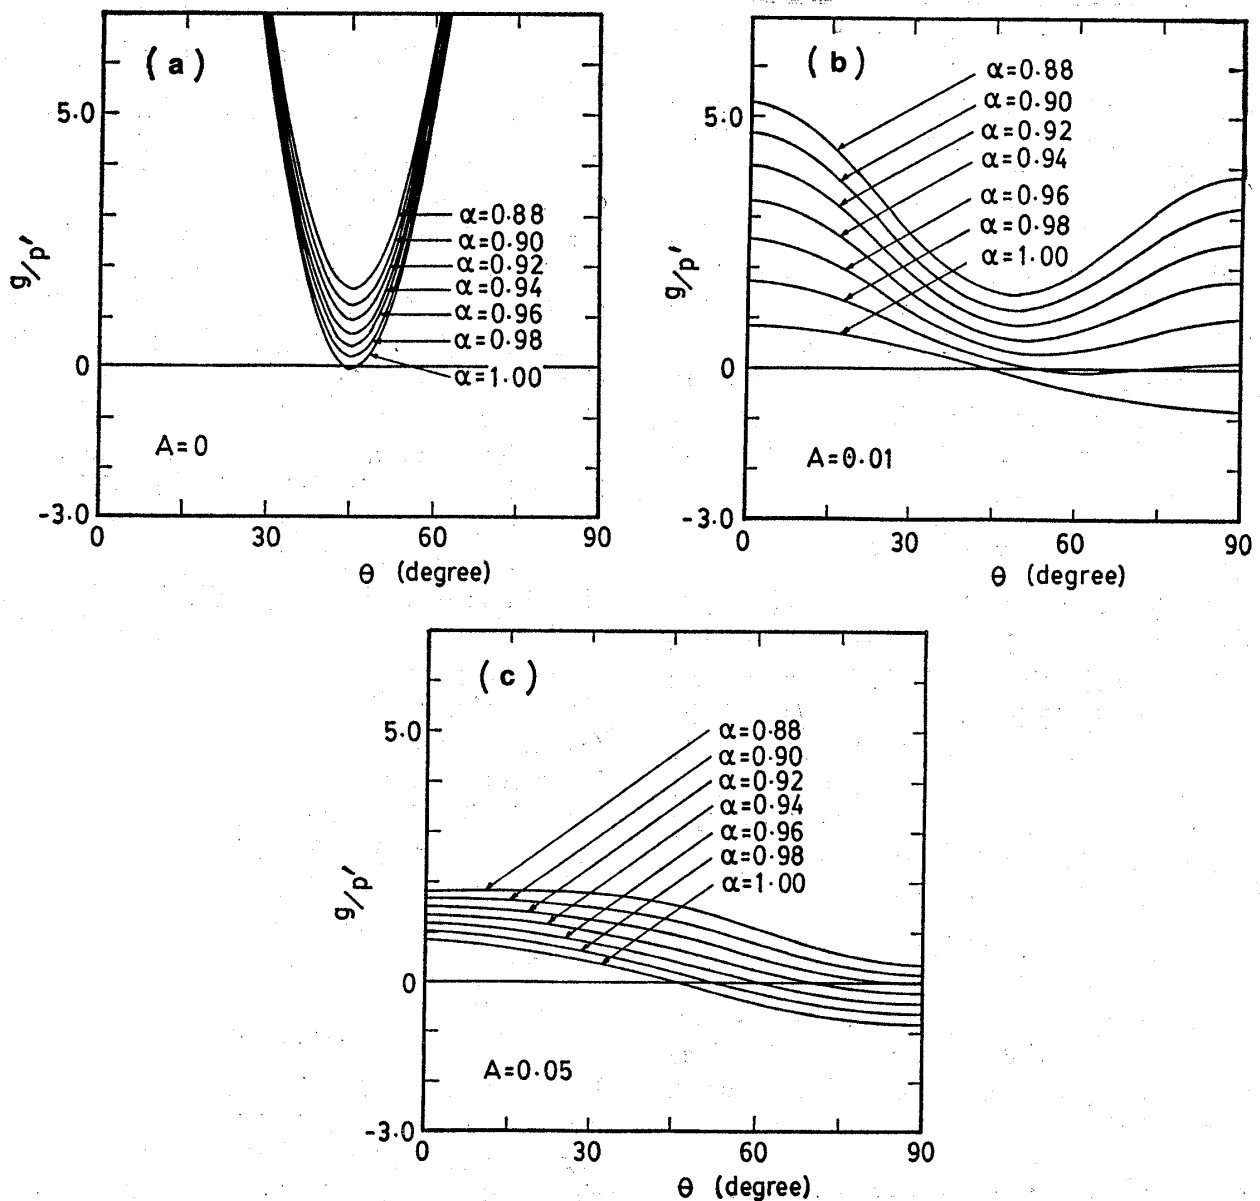 (a)
g/p'
5.0
0
-3.0
α=0.88
α=0.90
α=0.92
α=0.94
α=0.96
α=0.98
α=1.00
A=0
0 30 60 90
θ (degree)
(b)
g/p'
5.0
0
-3.0
α=0.88
α=0.90
α=0.92
α=0.94
α=0.96
α=0.98
α=1.00
A=0.01
0 30 60 90
θ (degree)
(c)
g/p'
5.0
0
-3.0
α=0.88
α=0.90
α=0.92
α=0.94
α=0.96
α=0.98
α=1.00
A=0.05
0 30 60 90
θ (degree)